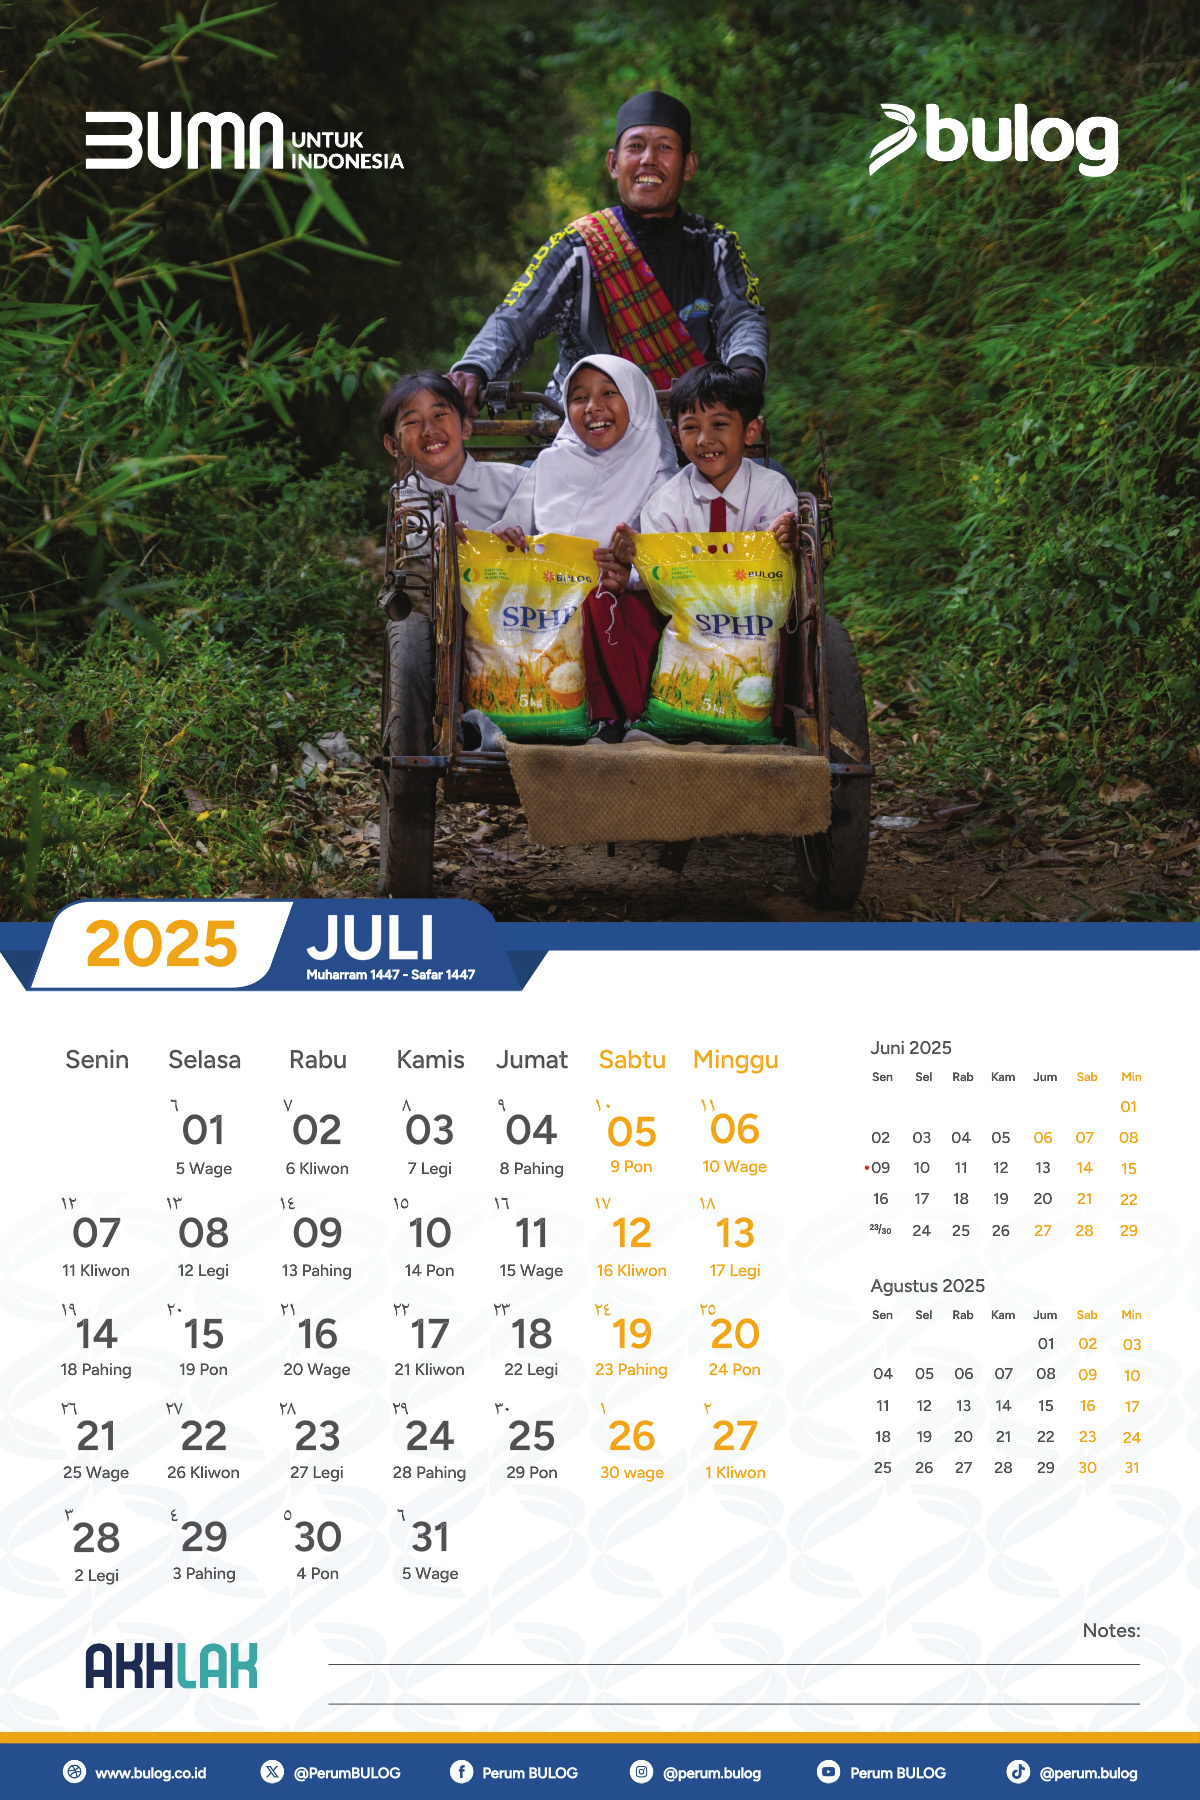 BUMN UNTUK INDONESIA
bulog
BULOG
SPHP
5 kg
BULOG
SPHP
5 kg
2025 JULI
Muharram 1447 - Safar 1447
Senin Selasa Rabu Kamis Jumat Sabtu Minggu
٦ ٧ ٨ ٩ ١٠ ١١
01 02 03 04 05 06
5 Wage 6 Kliwon 7 Legi 8 Pahing 9 Pon 10 Wage
١٢ ١٣ ١٤ ١٥ ١٦ ١٧ ١٨
07 08 09 10 11 12 13
11 Kliwon 12 Legi 13 Pahing 14 Pon 15 Wage 16 Kliwon 17 Legi
١٩ ٢٠ ٢١ ٢٢ ٢٣ ٢٤ ٢٥
14 15 16 17 18 19 20
18 Pahing 19 Pon 20 Wage 21 Kliwon 22 Legi 23 Pahing 24 Pon
٢٦ ٢٧ ٢٨ ٢٩ ٣٠ ١ ٢
21 22 23 24 25 26 27
25 Wage 26 Kliwon 27 Legi 28 Pahing 29 Pon 30 wage 1 Kliwon
٣ ٤ ٥ ٦
28 29 30 31
2 Legi 3 Pahing 4 Pon 5 Wage
Juni 2025
Sen Sel Rab Kam Jum Sab Min
01
02 03 04 05 06 07 08
•09 10 11 12 13 14 15
16 17 18 19 20 21 22
23/30 24 25 26 27 28 29
Agustus 2025
Sen Sel Rab Kam Jum Sab Min
01 02 03
04 05 06 07 08 09 10
11 12 13 14 15 16 17
18 19 20 21 22 23 24
25 26 27 28 29 30 31
Notes:
AKHLAK
www.bulog.co.id @PerumBULOG Perum BULOG @perum.bulog Perum BULOG @perum.bulog